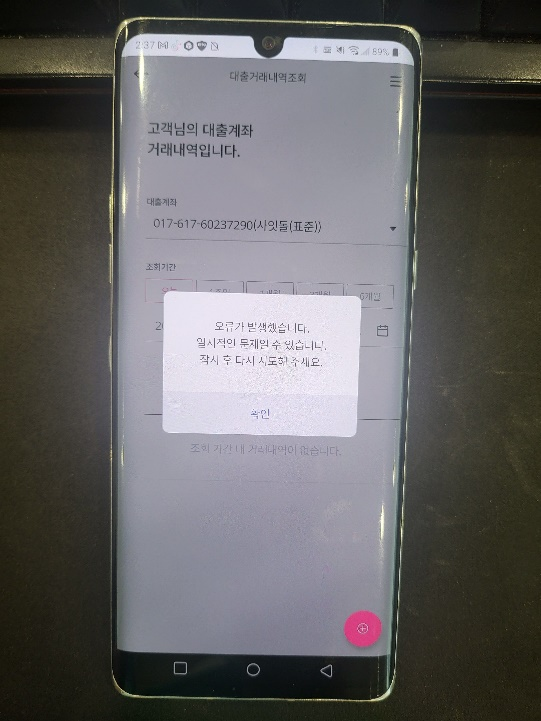 2:37
89%
대출거래내역조회
고객님의 대출계좌
거래내역입니다.
대출계좌
017-617-60237290(사잇돌(표준))
조회기간
6개월
20
오류가 발생했습니다.
일시적인 문제일 수 있습니다.
잠시 후 다시 시도해 주세요.
확인
조회 기간 내 거래내역이 없습니다.